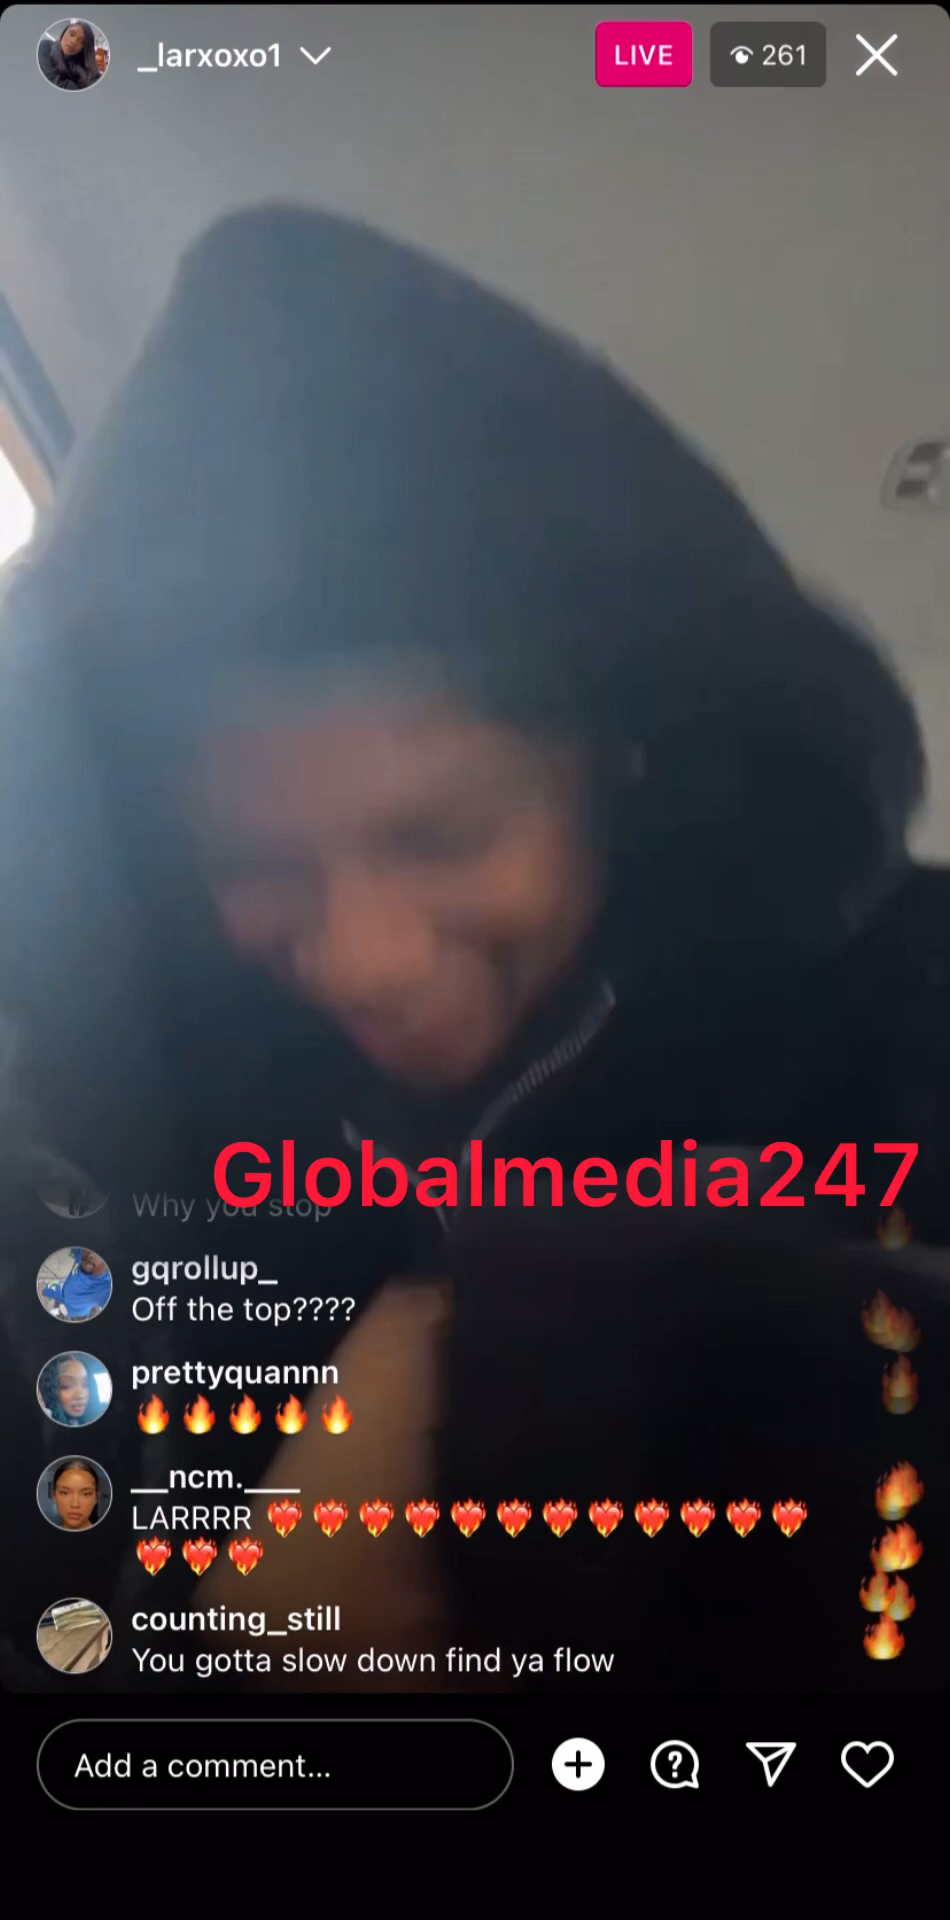 _larxoxo1
LIVE
261
Globalmedia247
Why you stop
gqrollup_
Off the top????
prettyquannn
🔥🔥🔥🔥🔥
__ncm.___
LARRRR ❤️‍🔥❤️‍🔥❤️‍🔥❤️‍🔥❤️‍🔥❤️‍🔥❤️‍🔥❤️‍🔥❤️‍🔥❤️‍🔥❤️‍🔥❤️‍🔥
❤️‍🔥❤️‍🔥❤️‍🔥
counting_still
You gotta slow down find ya flow
Add a comment...